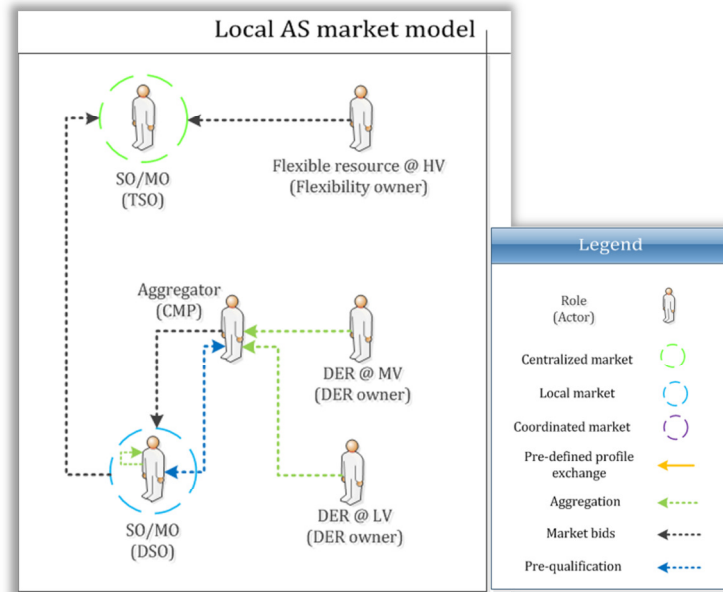 Local AS market model
SO/MO
(TSO)
Flexible resource @ HV
(Flexibility owner)
Aggregator
(CMP)
DER @ MV
(DER owner)
SO/MO
(DSO)
DER @ LV
(DER owner)
Legend
Role
(Actor)
Centralized market
Local market
Coordinated market
Pre-defined profile
exchange
Aggregation
Market bids
Pre-qualification